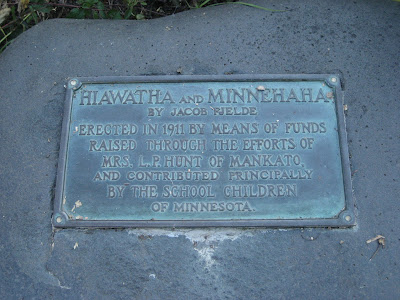 HIAWATHA AND MINNEHAHA
BY JACOB FJELDE
ERECTED IN 1911 BY MEANS OF FUNDS
RAISED THROUGH THE EFFORTS OF
MRS. L.P. HUNT OF MANKATO,
AND CONTRIBUTED PRINCIPALLY
BY THE SCHOOL CHILDREN
OF MINNESOTA.